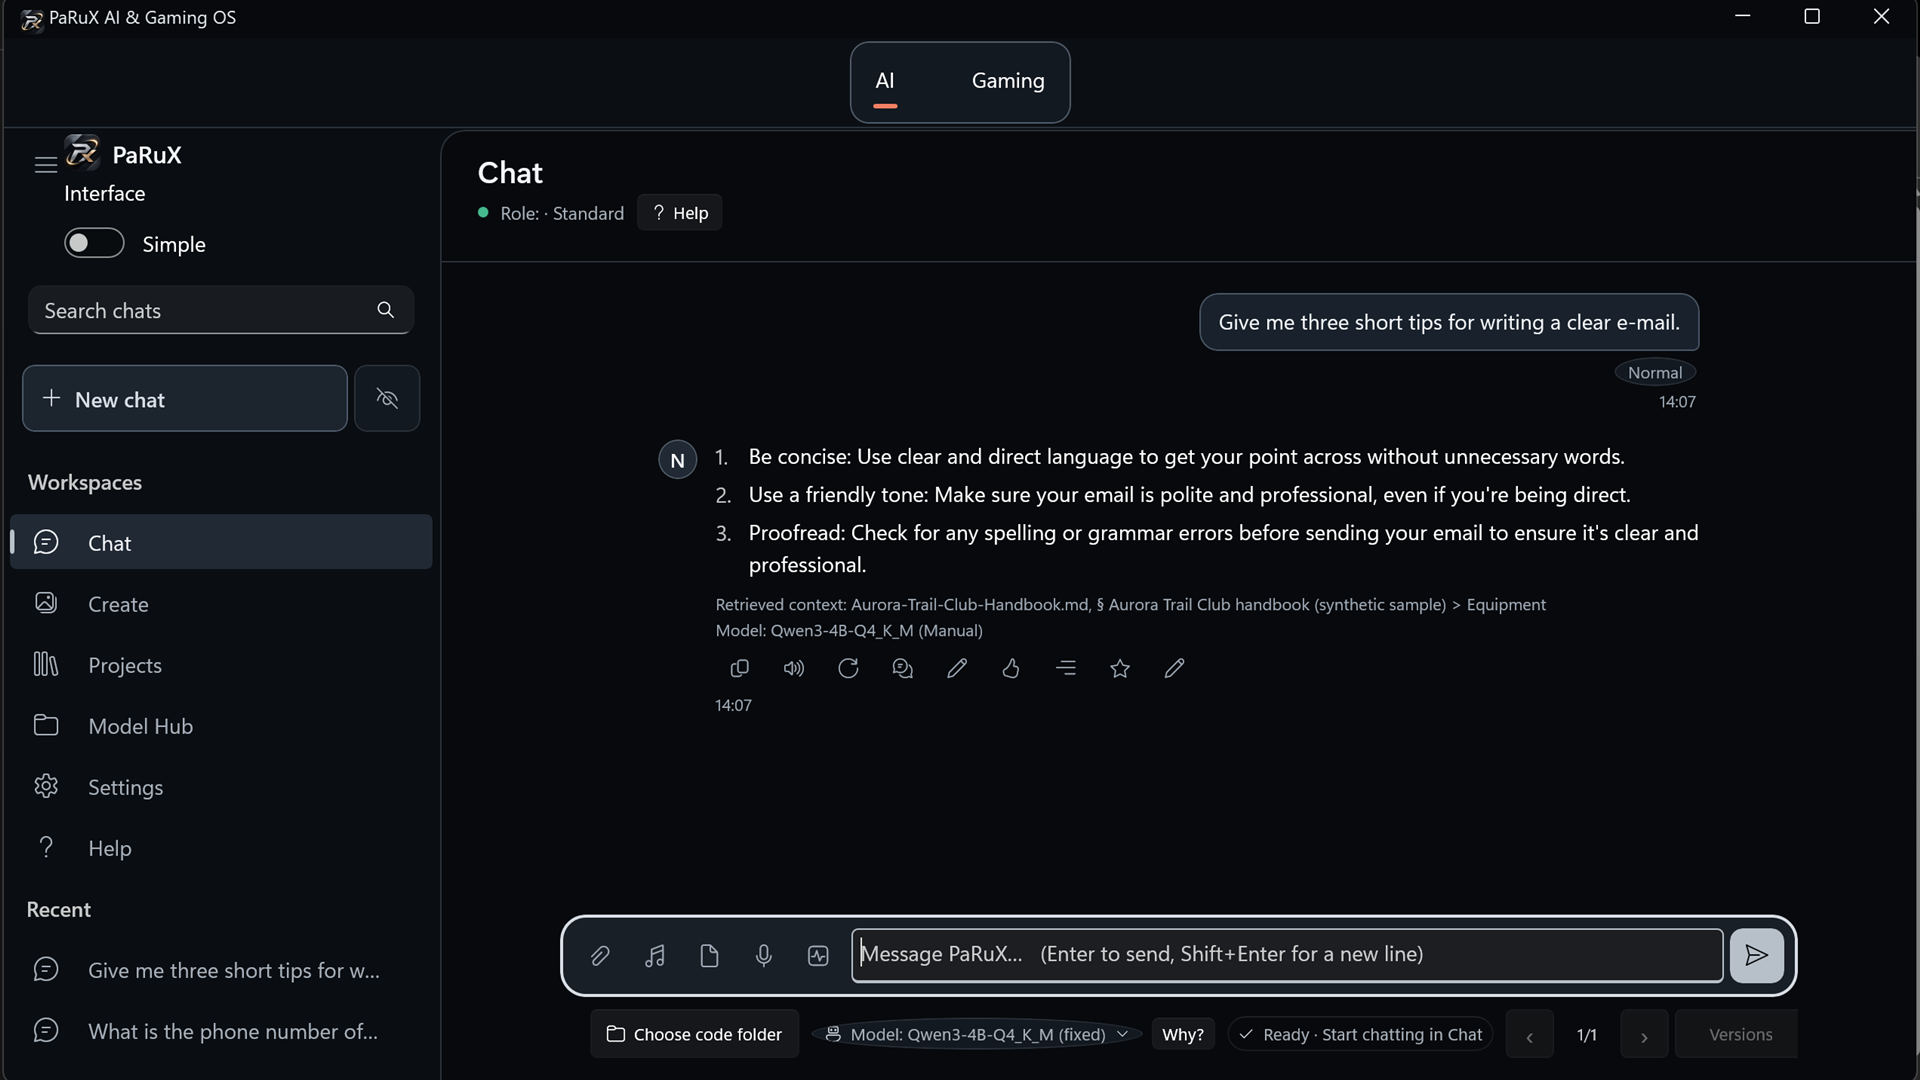 PaRuX AI & Gaming OS
AI
Gaming
PaRuX
Interface
Simple
Search chats
New chat
Workspaces
Chat
Create
Projects
Model Hub
Settings
? Help
Recent
Give me three short tips for w...
What is the phone number of...
Chat
Role: · Standard
? Help
Give me three short tips for writing a clear e-mail.
Normal
14:07
N
1. Be concise: Use clear and direct language to get your point across without unnecessary words.
2. Use a friendly tone: Make sure your email is polite and professional, even if you're being direct.
3. Proofread: Check for any spelling or grammar errors before sending your email to ensure it's clear and
professional.
Retrieved context: Aurora-Trail-Club-Handbook.md, § Aurora Trail Club handbook (synthetic sample) > Equipment
Model: Qwen3-4B-Q4_K_M (Manual)
14:07
Message PaRuX... (Enter to send, Shift+Enter for a new line)
Choose code folder
Model: Qwen3-4B-Q4_K_M (fixed)
Why?
Ready · Start chatting in Chat
‹
1/1
›
Versions